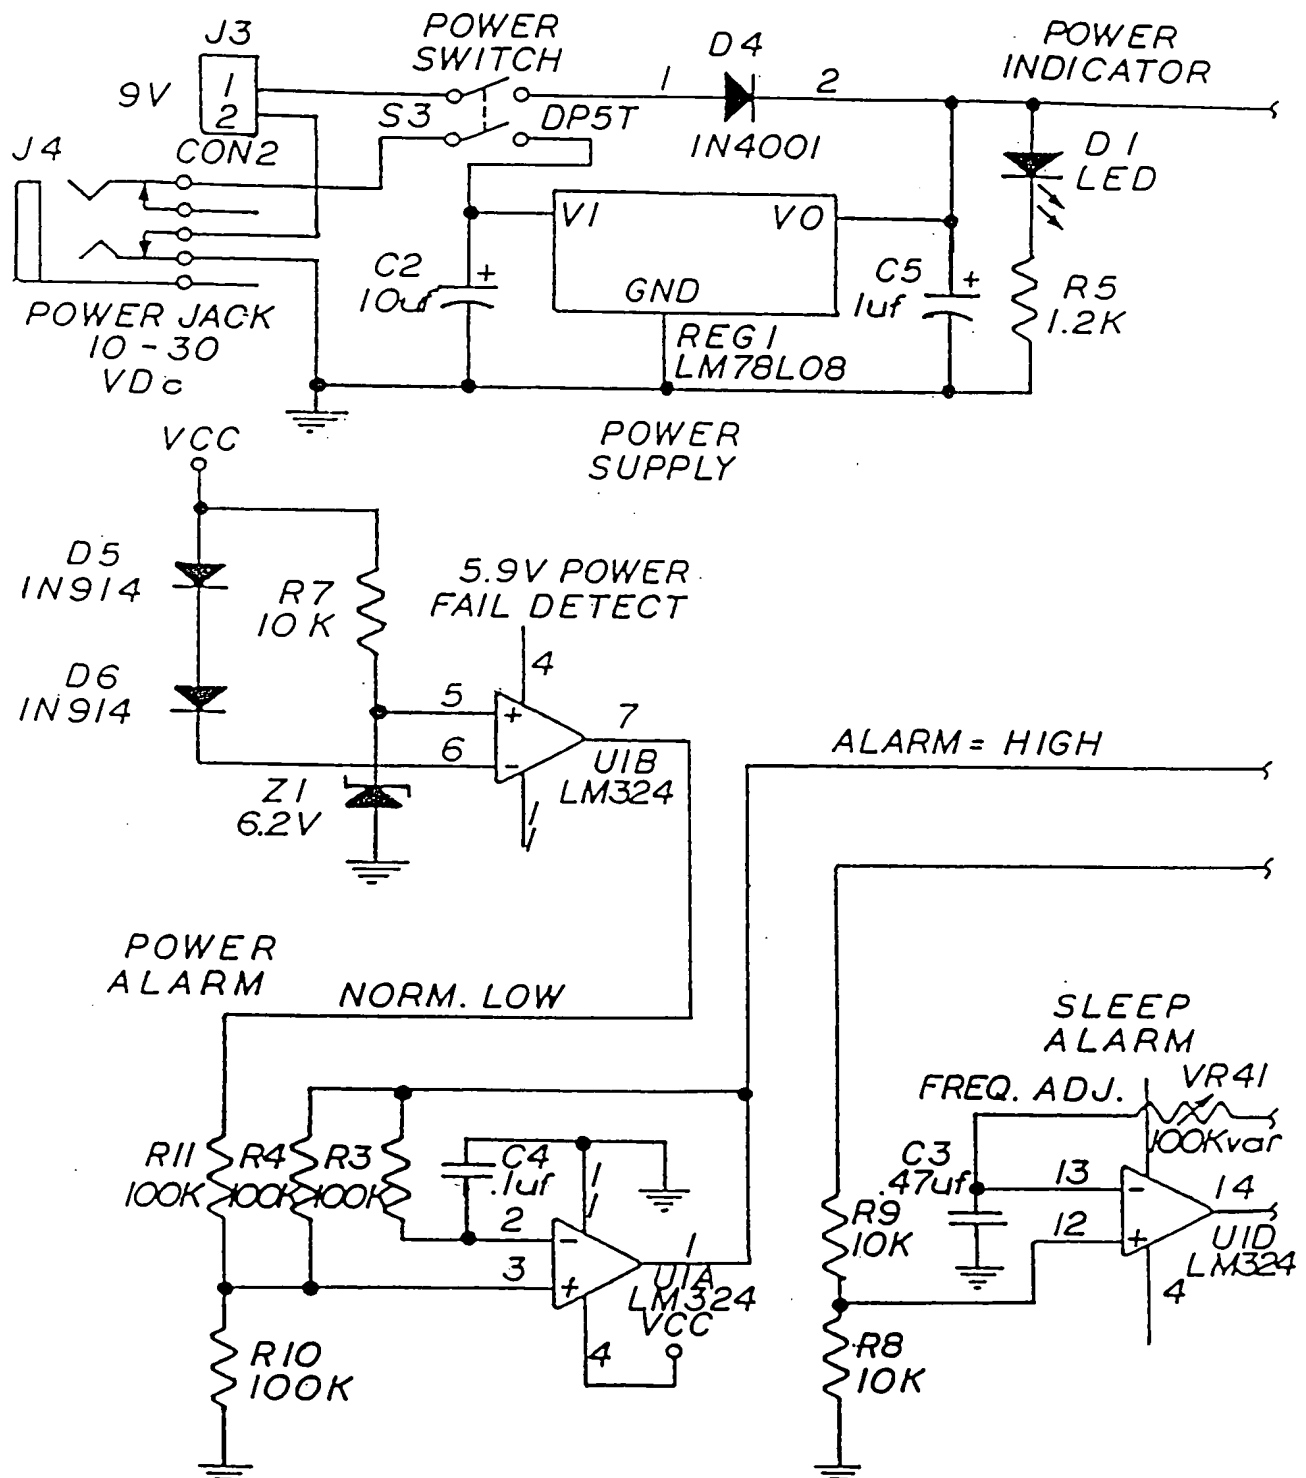 J3
POWER
SWITCH
D4
POWER
INDICATOR
9V
1
2
1
2
S3
DP5T
1N4001
D1
LED
J4
CON2
VI
VO
C2
10uf
+
GND
C5
1uf
+
R5
1.2K
POWER JACK
10-30
VDc
REG1
LM78L08
POWER
SUPPLY
VCC
D5
1N914
R7
10K
5.9V POWER
FAIL DETECT
4
D6
1N914
5
+
7
6
-
U1B
LM324
ALARM = HIGH
Z1
6.2V
11
POWER
ALARM
NORM. LOW
SLEEP
ALARM
FREQ. ADJ.
VR41
100Kvar
R11
100K
R4
100K
R3
100K
C4
.1uf
11
C3
.47uf
13
-
14
2
-
R9
10K
12
+
U1D
LM324
3
+
1
U1A
LM324
VCC
4
R10
100K
4
R8
10K